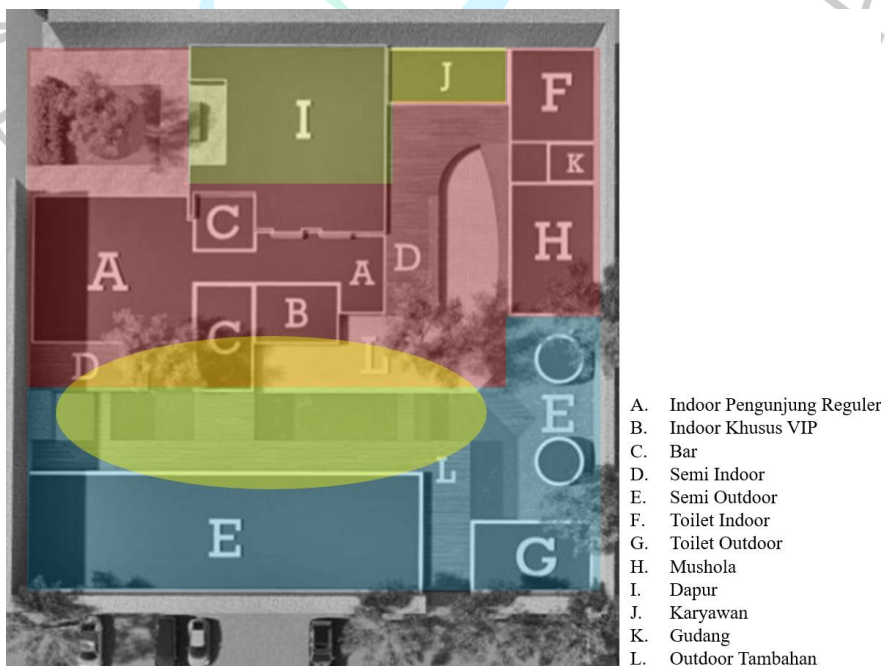 I
J
F
K
C
A
A
D
H
B
C
L
D
E
L
E
G
A. Indoor Pengunjung Reguler
B. Indoor Khusus VIP
C. Bar
D. Semi Indoor
E. Semi Outdoor
F. Toilet Indoor
G. Toilet Outdoor
H. Mushola
I. Dapur
J. Karyawan
K. Gudang
L. Outdoor Tambahan